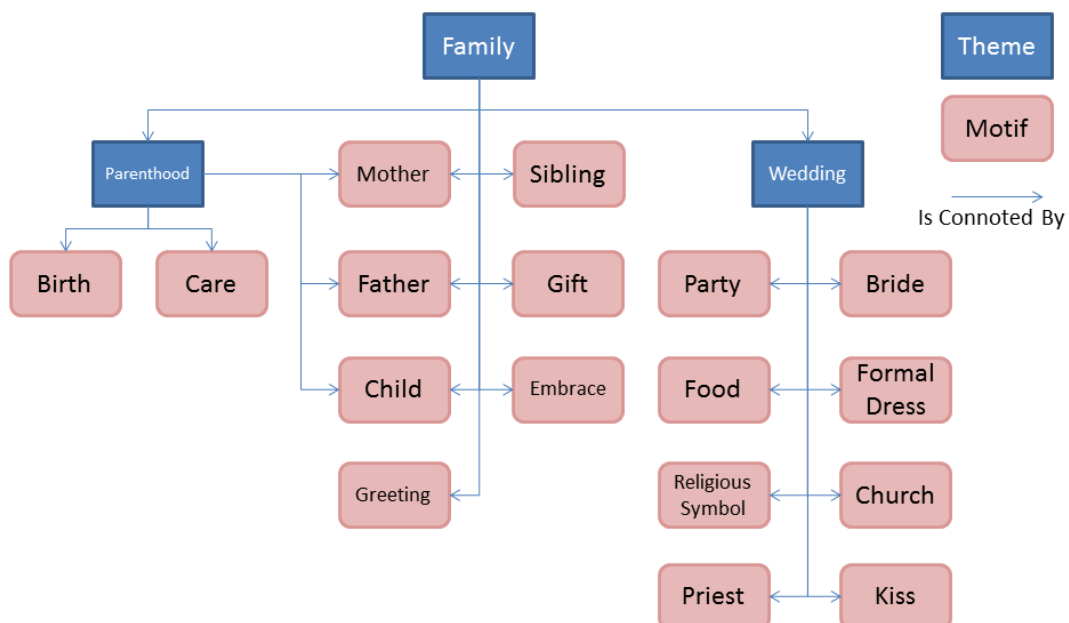 Family
Theme
Motif
Parenthood
Mother
Sibling
Wedding
Is Connoted By
Birth
Care
Father
Gift
Party
Bride
Child
Embrace
Food
Formal
Dress
Greeting
Religious
Symbol
Church
Priest
Kiss